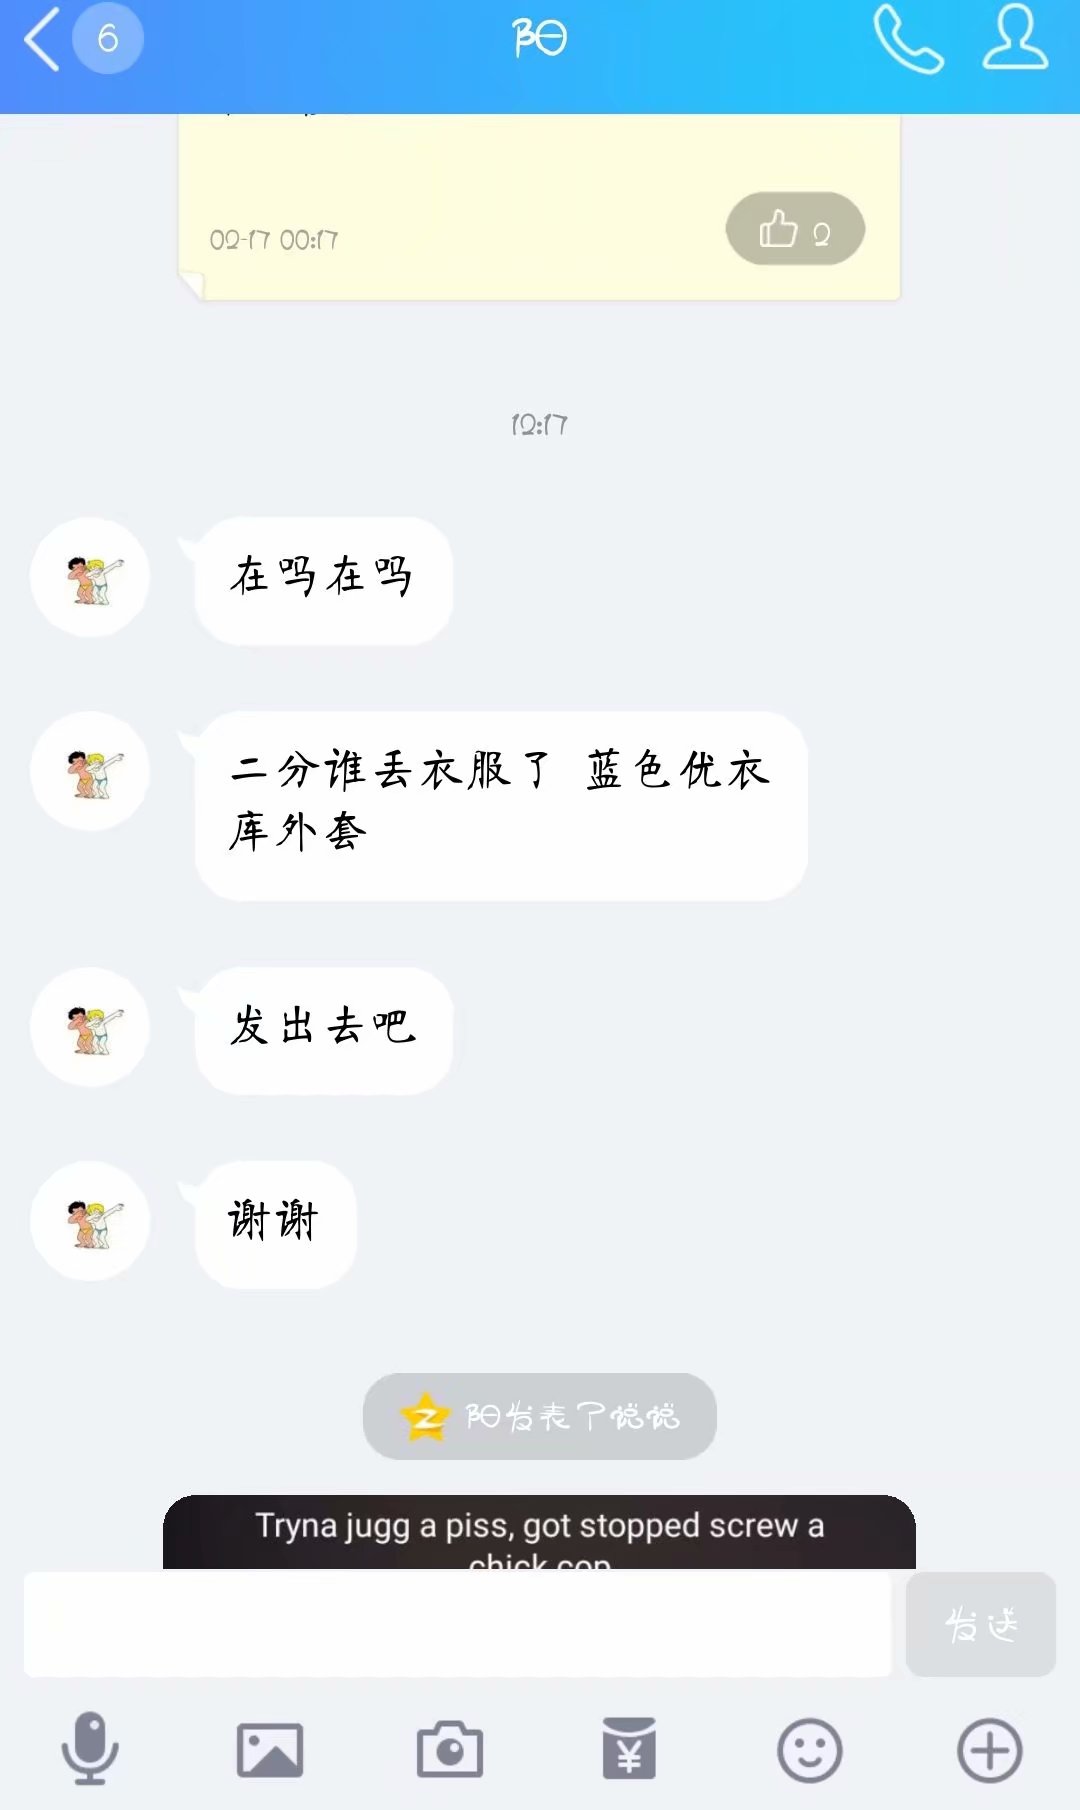 6
阳
02-17 00:17
2
12:17
在吗在吗
二分谁丢衣服了 蓝色优衣
库外套
发出去吧
谢谢
阳发表了说说
Tryna jugg a piss, got stopped screw a
chick cop
发送